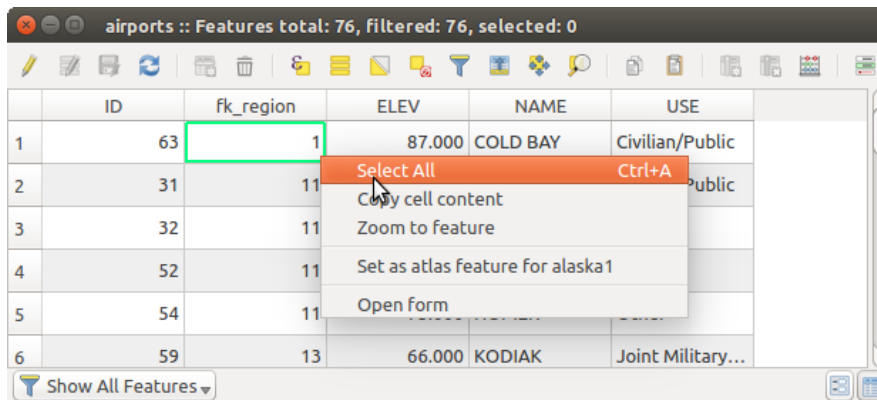 airports :: Features total: 76, filtered: 76, selected: 0
ID fk_region ELEV NAME USE
1 63 1 87.000 COLD BAY Civilian/Public
Select All Ctrl+A
2 31 11 Public
Copy cell content
3 32 11 Zoom to feature
4 52 11 Set as atlas feature for alaska1
Open form
5 54 11
6 59 13 66.000 KODIAK Joint Military...
Show All Features